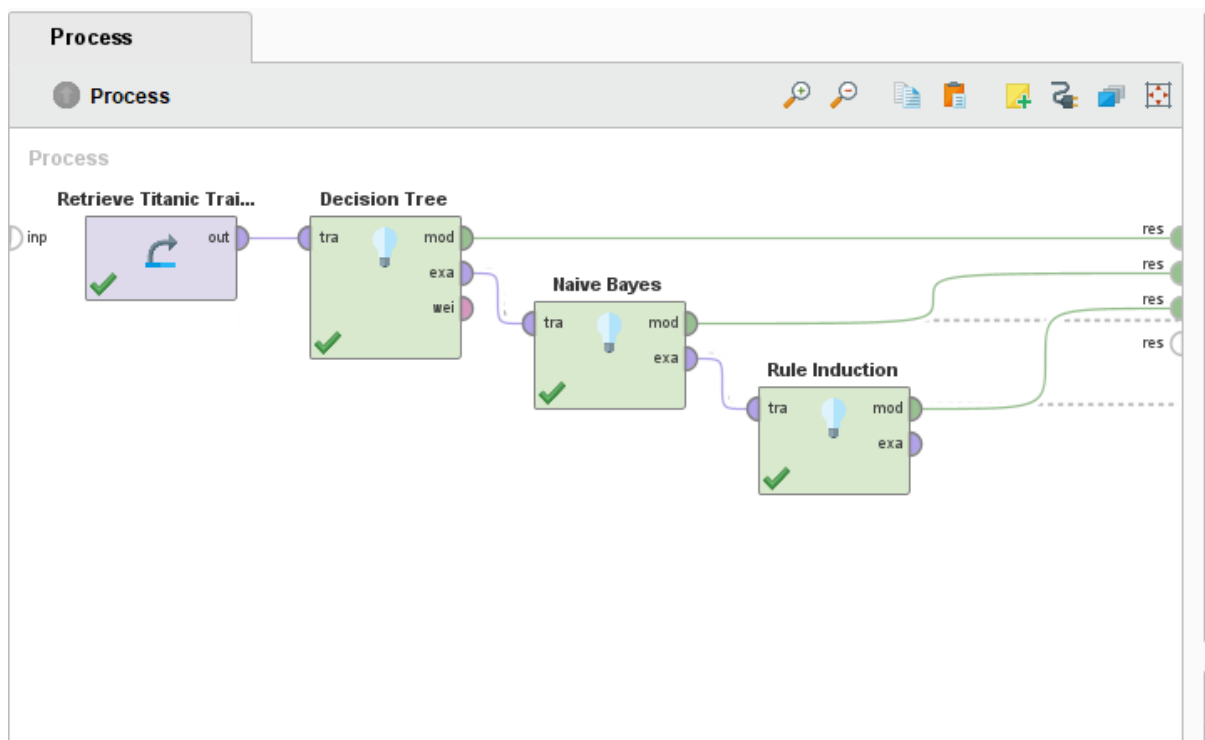 Process
Process
Process
Retrieve Titanic Trai...
Decision Tree
inp
out
tra
mod
res
exa
res
wei
Naive Bayes
res
tra
mod
res
exa
Rule Induction
tra
mod
exa